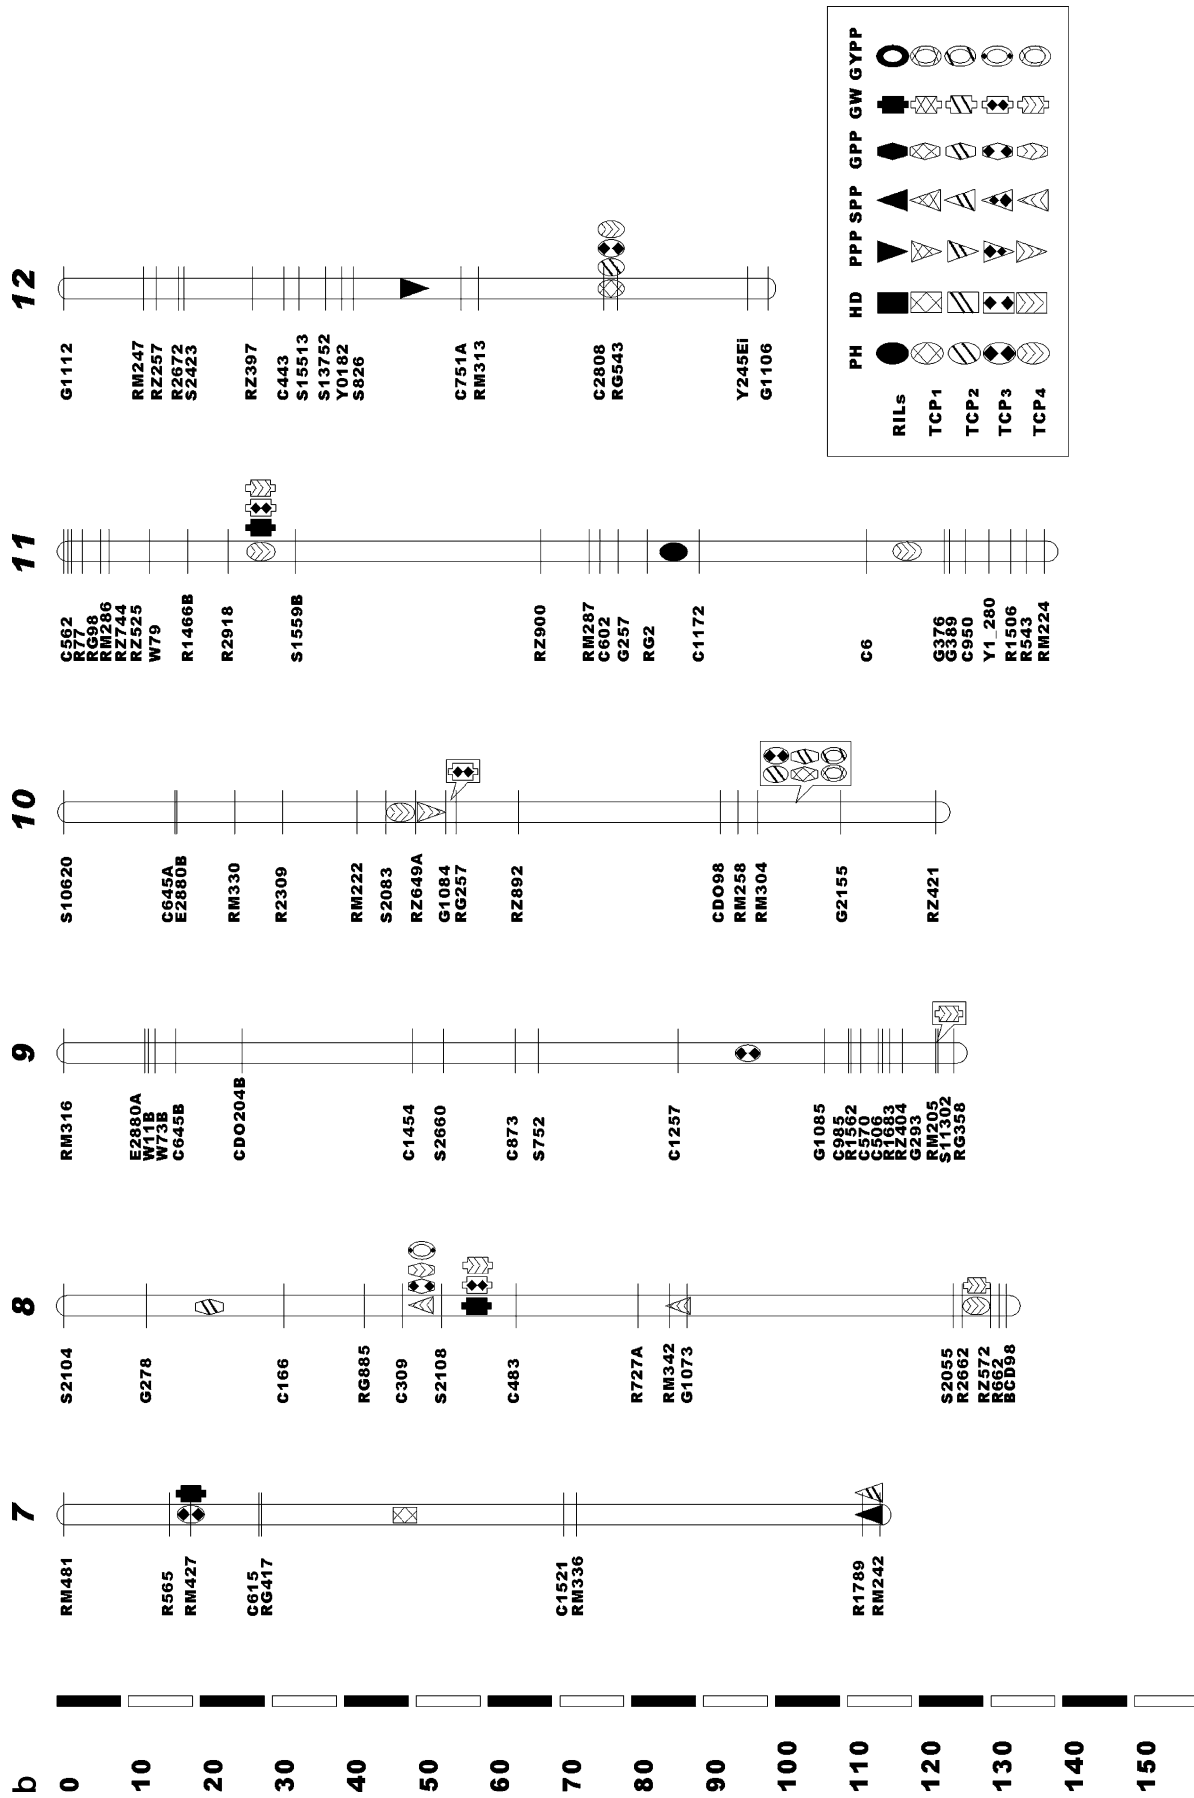 b
0
10
20
30
40
50
60
70
80
90
100
110
120
130
140
150
7
RM481
R565
RM427
C615
RG417
C1521
RM336
R1789
RM242
8
S2104
G278
C166
RG885
C309
S2108
C483
R727A
RM342
G1073
S2055
R2662
RZ572
R662
BCD98
9
RM316
E2880A
W11B
W73B
C645B
CDO204B
C1454
S2660
C873
S752
C1257
G1085
C985
R1562
C570
C506
R1683
RZ404
G293
RM205
S11302
RG358
10
S10620
C645A
E2880B
RM330
R2309
RM222
S2083
RZ649A
G1084
RG257
RZ892
CDO98
RM258
RM304
G2155
RZ421
11
C562
R77
RG98
RM286
RZ744
RZ525
W79
R1466B
R2918
S1559B
RZ900
RM287
C602
G257
RG2
C1172
C6
G376
G389
C950
Y1_280
R1506
R543
RM224
12
G1112
RM247
RZ257
R2672
S2423
RZ397
C443
S15513
S13752
Y0182
S826
C751A
RM313
C2808
RG543
Y245Ei
G1106
PH HD PPP SPP GPP GW GYPP
RILs
TCP1
TCP2
TCP3
TCP4